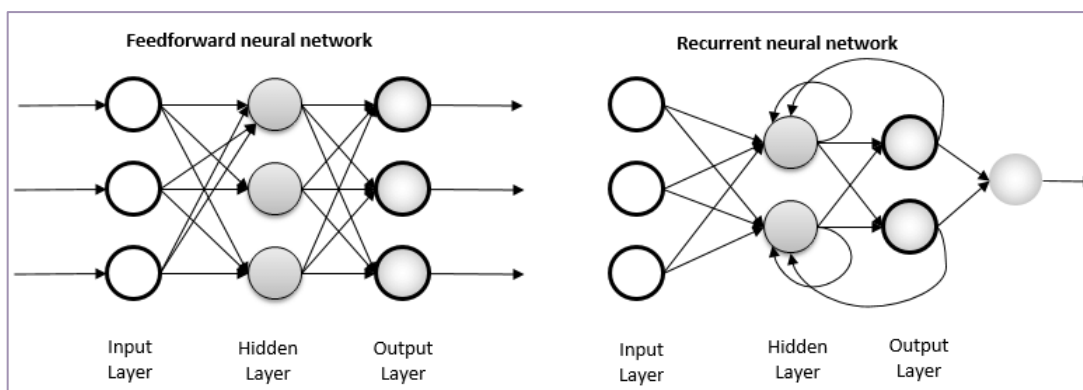 Feedforward neural network
Recurrent neural network
Input
Layer
Hidden
Layer
Output
Layer
Input
Layer
Hidden
Layer
Output
Layer